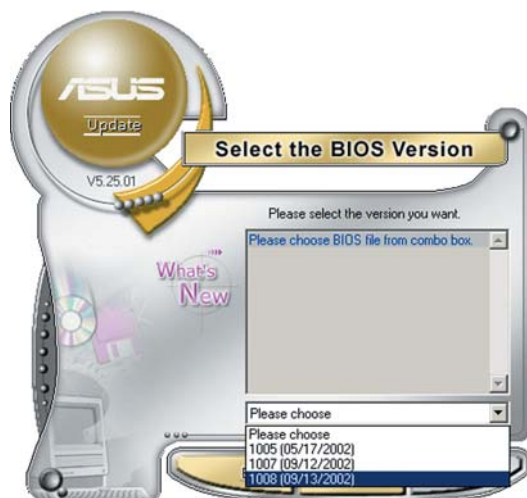 ASUS
Update
V5.25.01
Select the BIOS Version
Please select the version you want.
Please choose BIOS file from combo box.
What's
New
Please choose
Please choose
1005 (05/17/2002)
1007 (09/12/2002)
1008 (09/13/2002)